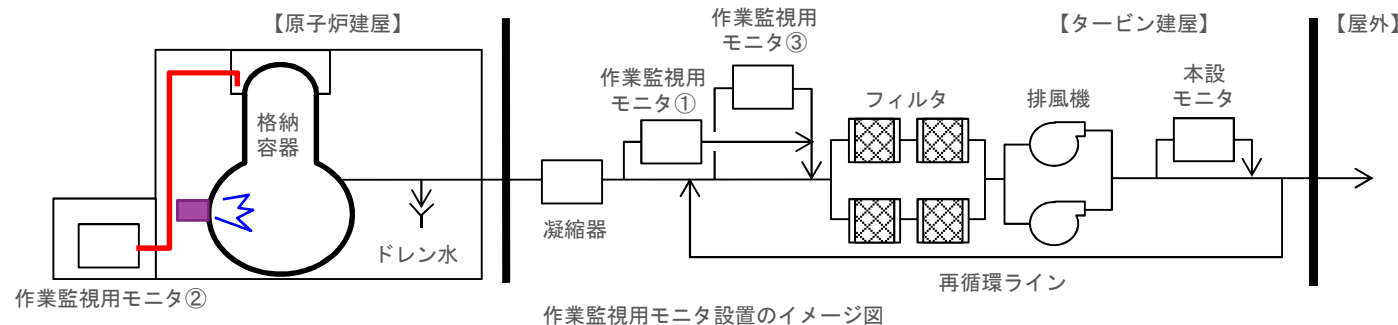 【原子炉建屋】
作業監視用
モニタ③
【タービン建屋】
【屋外】
作業監視用
モニタ①
格納
容器
フィルタ
排風機
本設
モニタ
ドレン水
凝縮器
再循環ライン
作業監視用モニタ②
作業監視用モニタ設置のイメージ図